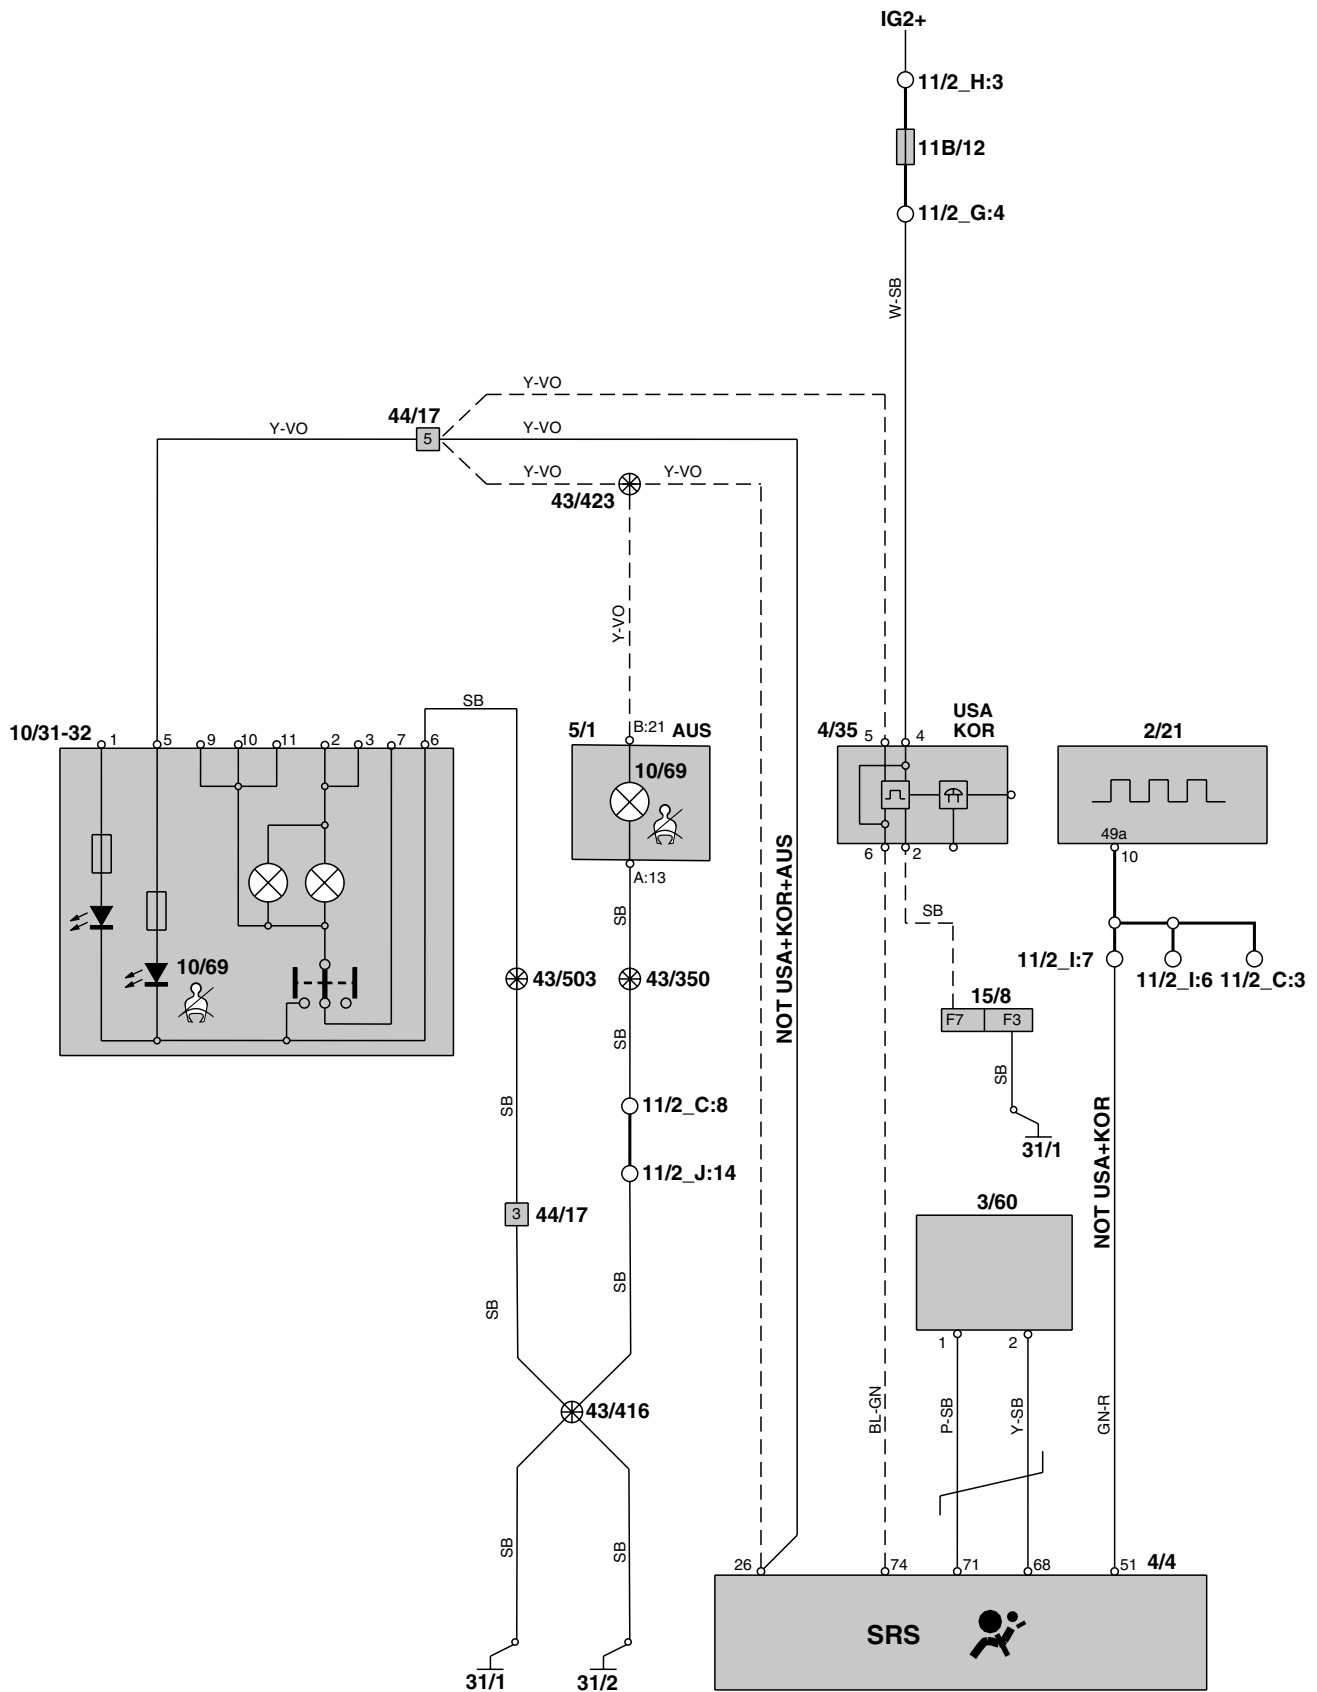 IG2+
11/2_H:3
11B/12
11/2_G:4
W-SB
Y-VO
44/17
Y-VO
5
Y-VO
Y-VO
Y-VO
43/423
Y-VO
SB
10/31-32
1
5
9
10
11
2
3
7
6
5/1
B:21
AUS
4/35
5
4
USA
KOR
2/21
10/69
49a
6
2
10
A:13
SB
SB
NOT USA+KOR+AUS
10/69
43/503
43/350
11/2_I:7
11/2_I:6
11/2_C:3
15/8
F7
F3
SB
SB
SB
11/2_C:8
31/1
11/2_J:14
NOT USA+KOR
3/60
3
44/17
SB
SB
1
2
43/416
BL-GN
P-SB
Y-SB
GN-R
SB
SB
26
74
71
68
51
4/4
SRS
31/1
31/2